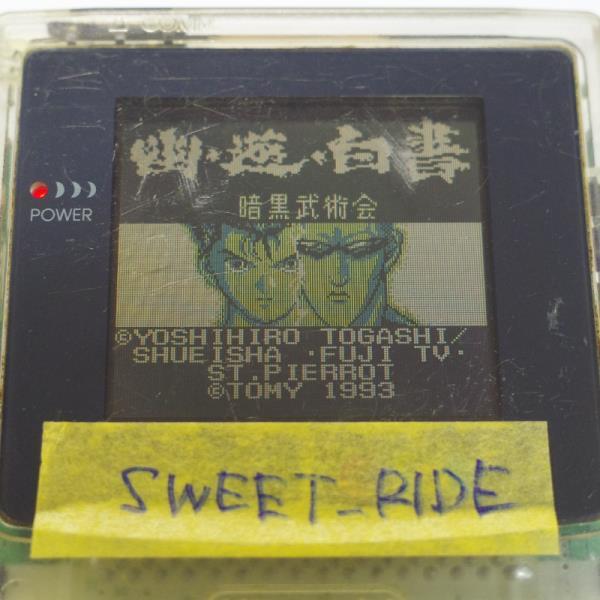 幽・遊・白書
暗黒武術会
POWER
©YOSHIHIRO TOGASHI/
SHUEISHA ・FUJI TV・
ST.PIERROT
©TOMY 1993
SWEET_RIDE